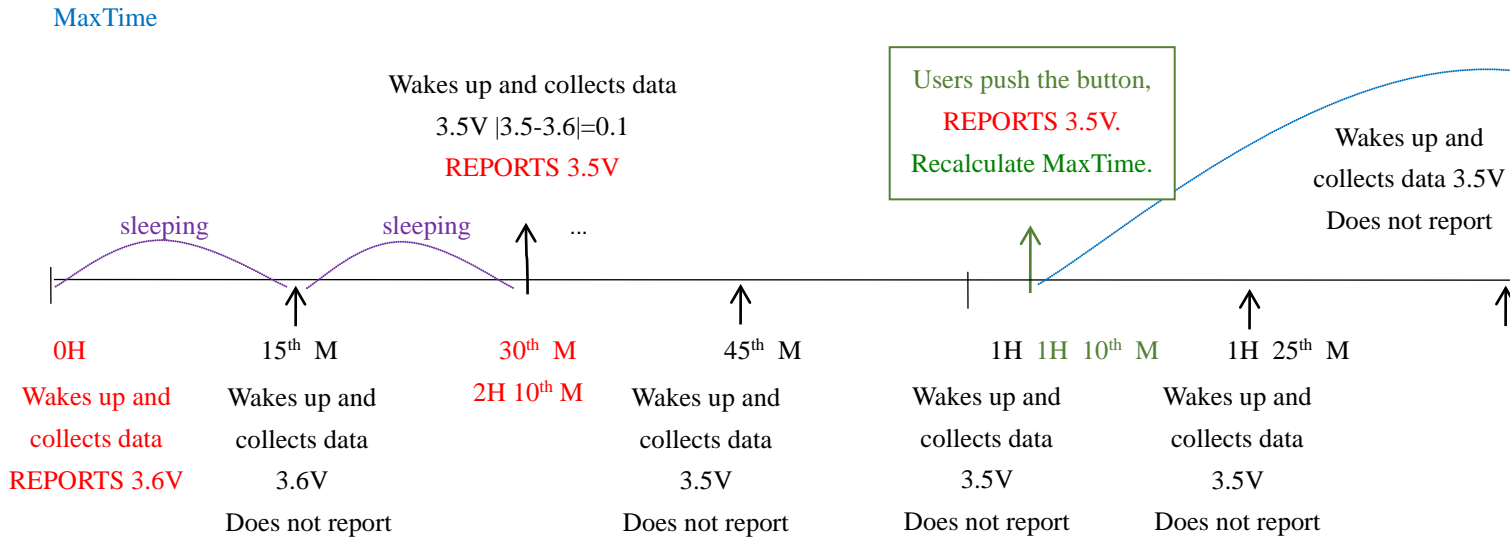 MaxTime
Wakes up and collects data
3.5V |3.5-3.6|=0.1
REPORTS 3.5V
Users push the button,
REPORTS 3.5V.
Recalculate MaxTime.
Wakes up and
collects data 3.5V
Does not report
sleeping
sleeping
...
0H
15th M
30th M
45th M
1H
1H 10th M
1H 25th M
2H 10th M
Wakes up and
collects data
REPORTS 3.6V
Wakes up and
collects data
3.6V
Does not report
Wakes up and
collects data
3.5V
Does not report
Wakes up and
collects data
3.5V
Does not report
Wakes up and
collects data
3.5V
Does not report